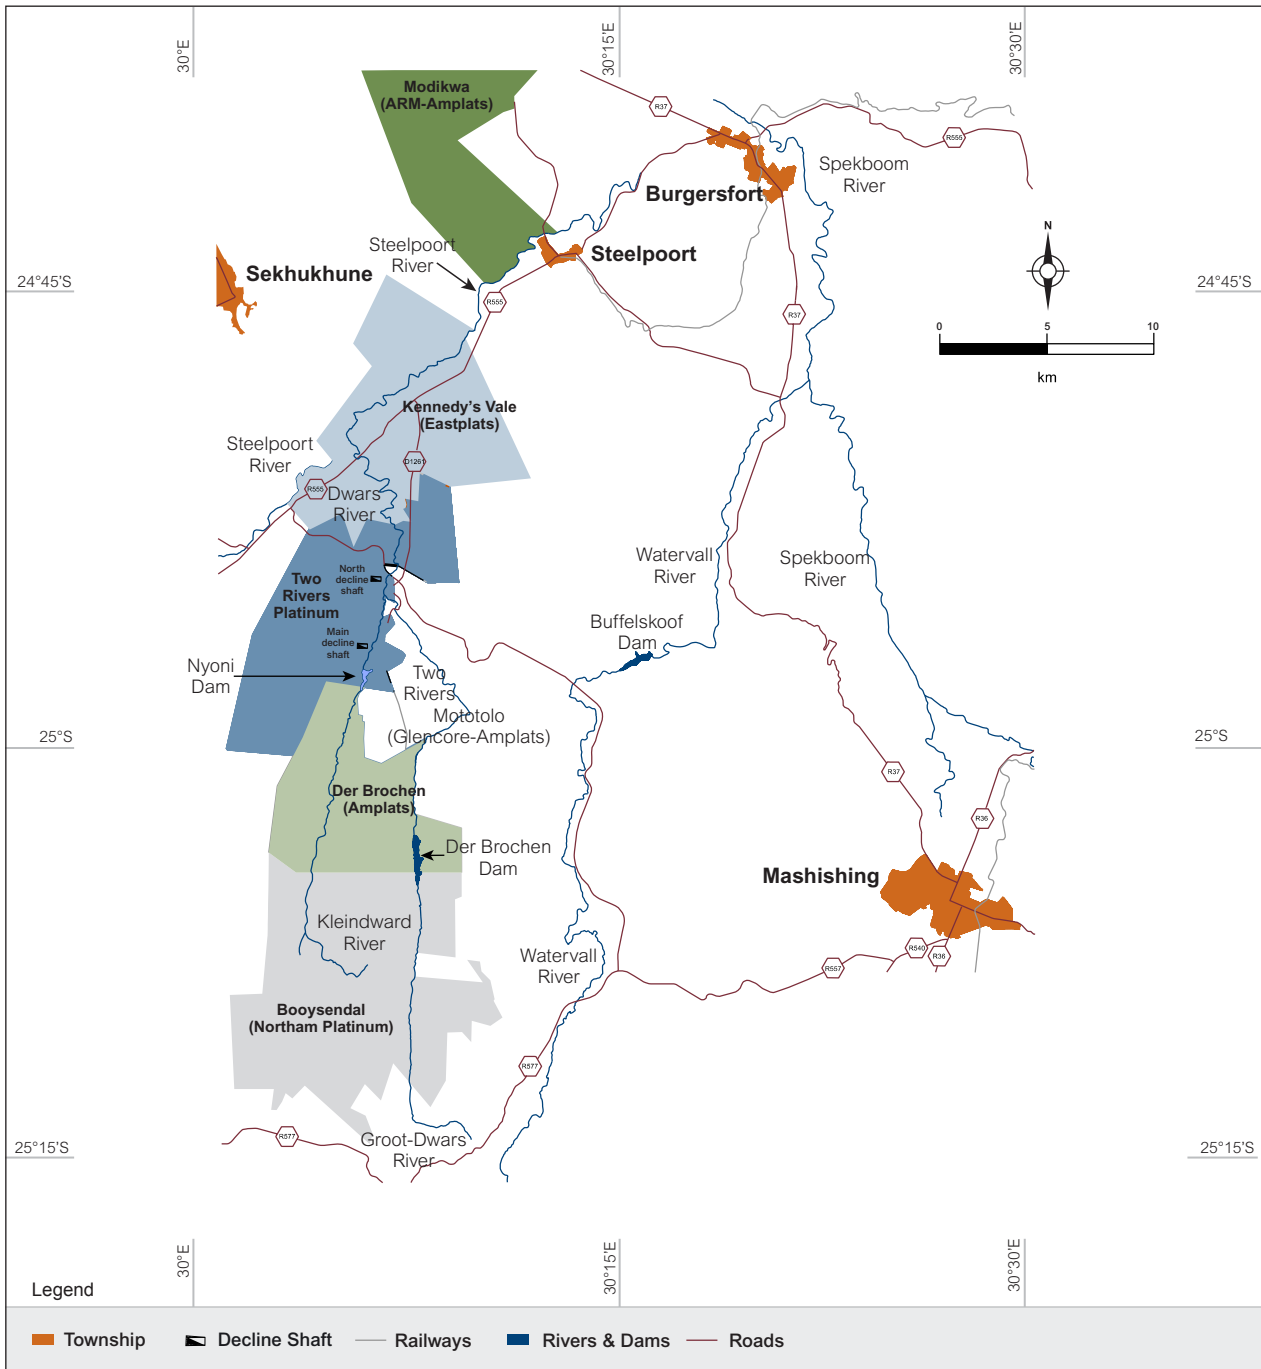 30°E
30°15'E
30°30'E
Modikwa
(ARM-Amplats)
R37
R555
Spekboom
River
Burgersfort
N
Steelpoort
River
Steelpoort
Sekhukhune
24°45'S
24°45'S
R555
R37
0
5
10
km
Kennedy's Vale
(Eastplats)
Steelpoort
River
D1261
R555
Dwars
River
Watervall
River
Spekboom
River
North
decline
shaft
Two
Rivers
Platinum
Buffelskoof
Dam
Main
decline
shaft
Nyoni
Dam
Two
Rivers
Mototolo
(Glencore-Amplats)
25°S
25°S
R37
Der Brochen
(Amplats)
R36
Der Brochen
Dam
Mashishing
Kleindward
River
Watervall
River
R540
R36
R557
Booysendal
(Northam Platinum)
R577
R577
Groot-Dwars
River
25°15'S
25°15'S
30°E
30°15'E
30°30'E
Legend
Township
Decline Shaft
Railways
Rivers & Dams
Roads